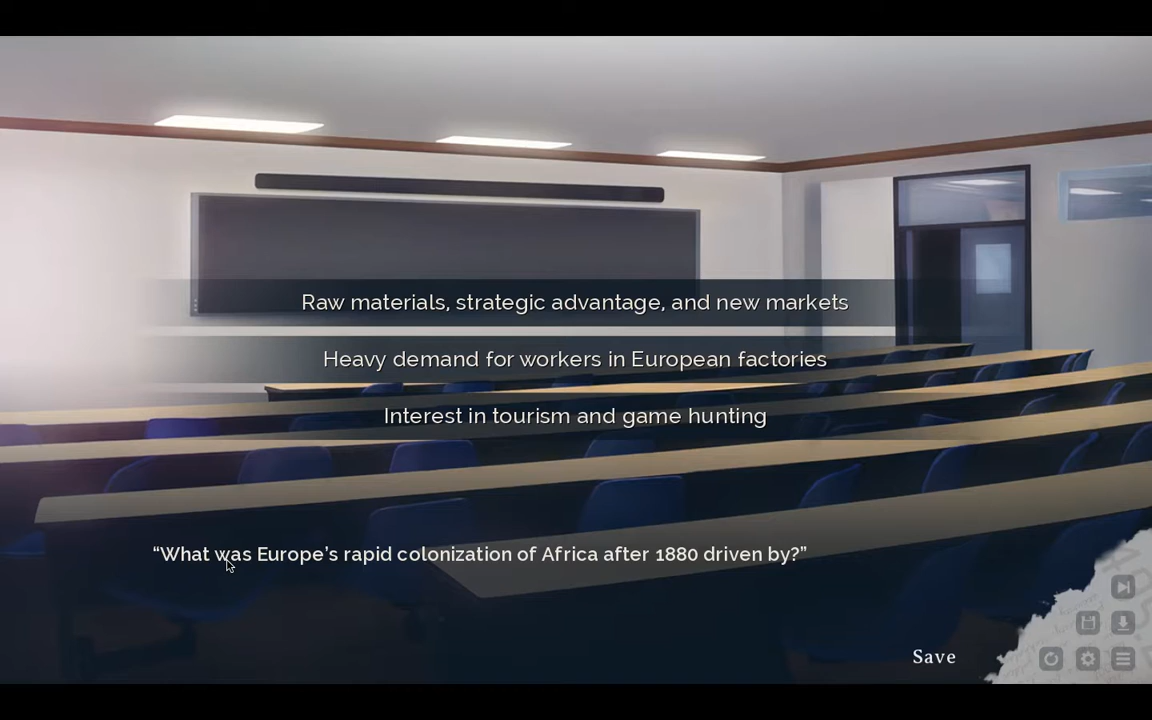 Raw materials, strategic advantage, and new markets
Heavy demand for workers in European factories
Interest in tourism and game hunting
“What was Europe’s rapid colonization of Africa after 1880 driven by?”
Save